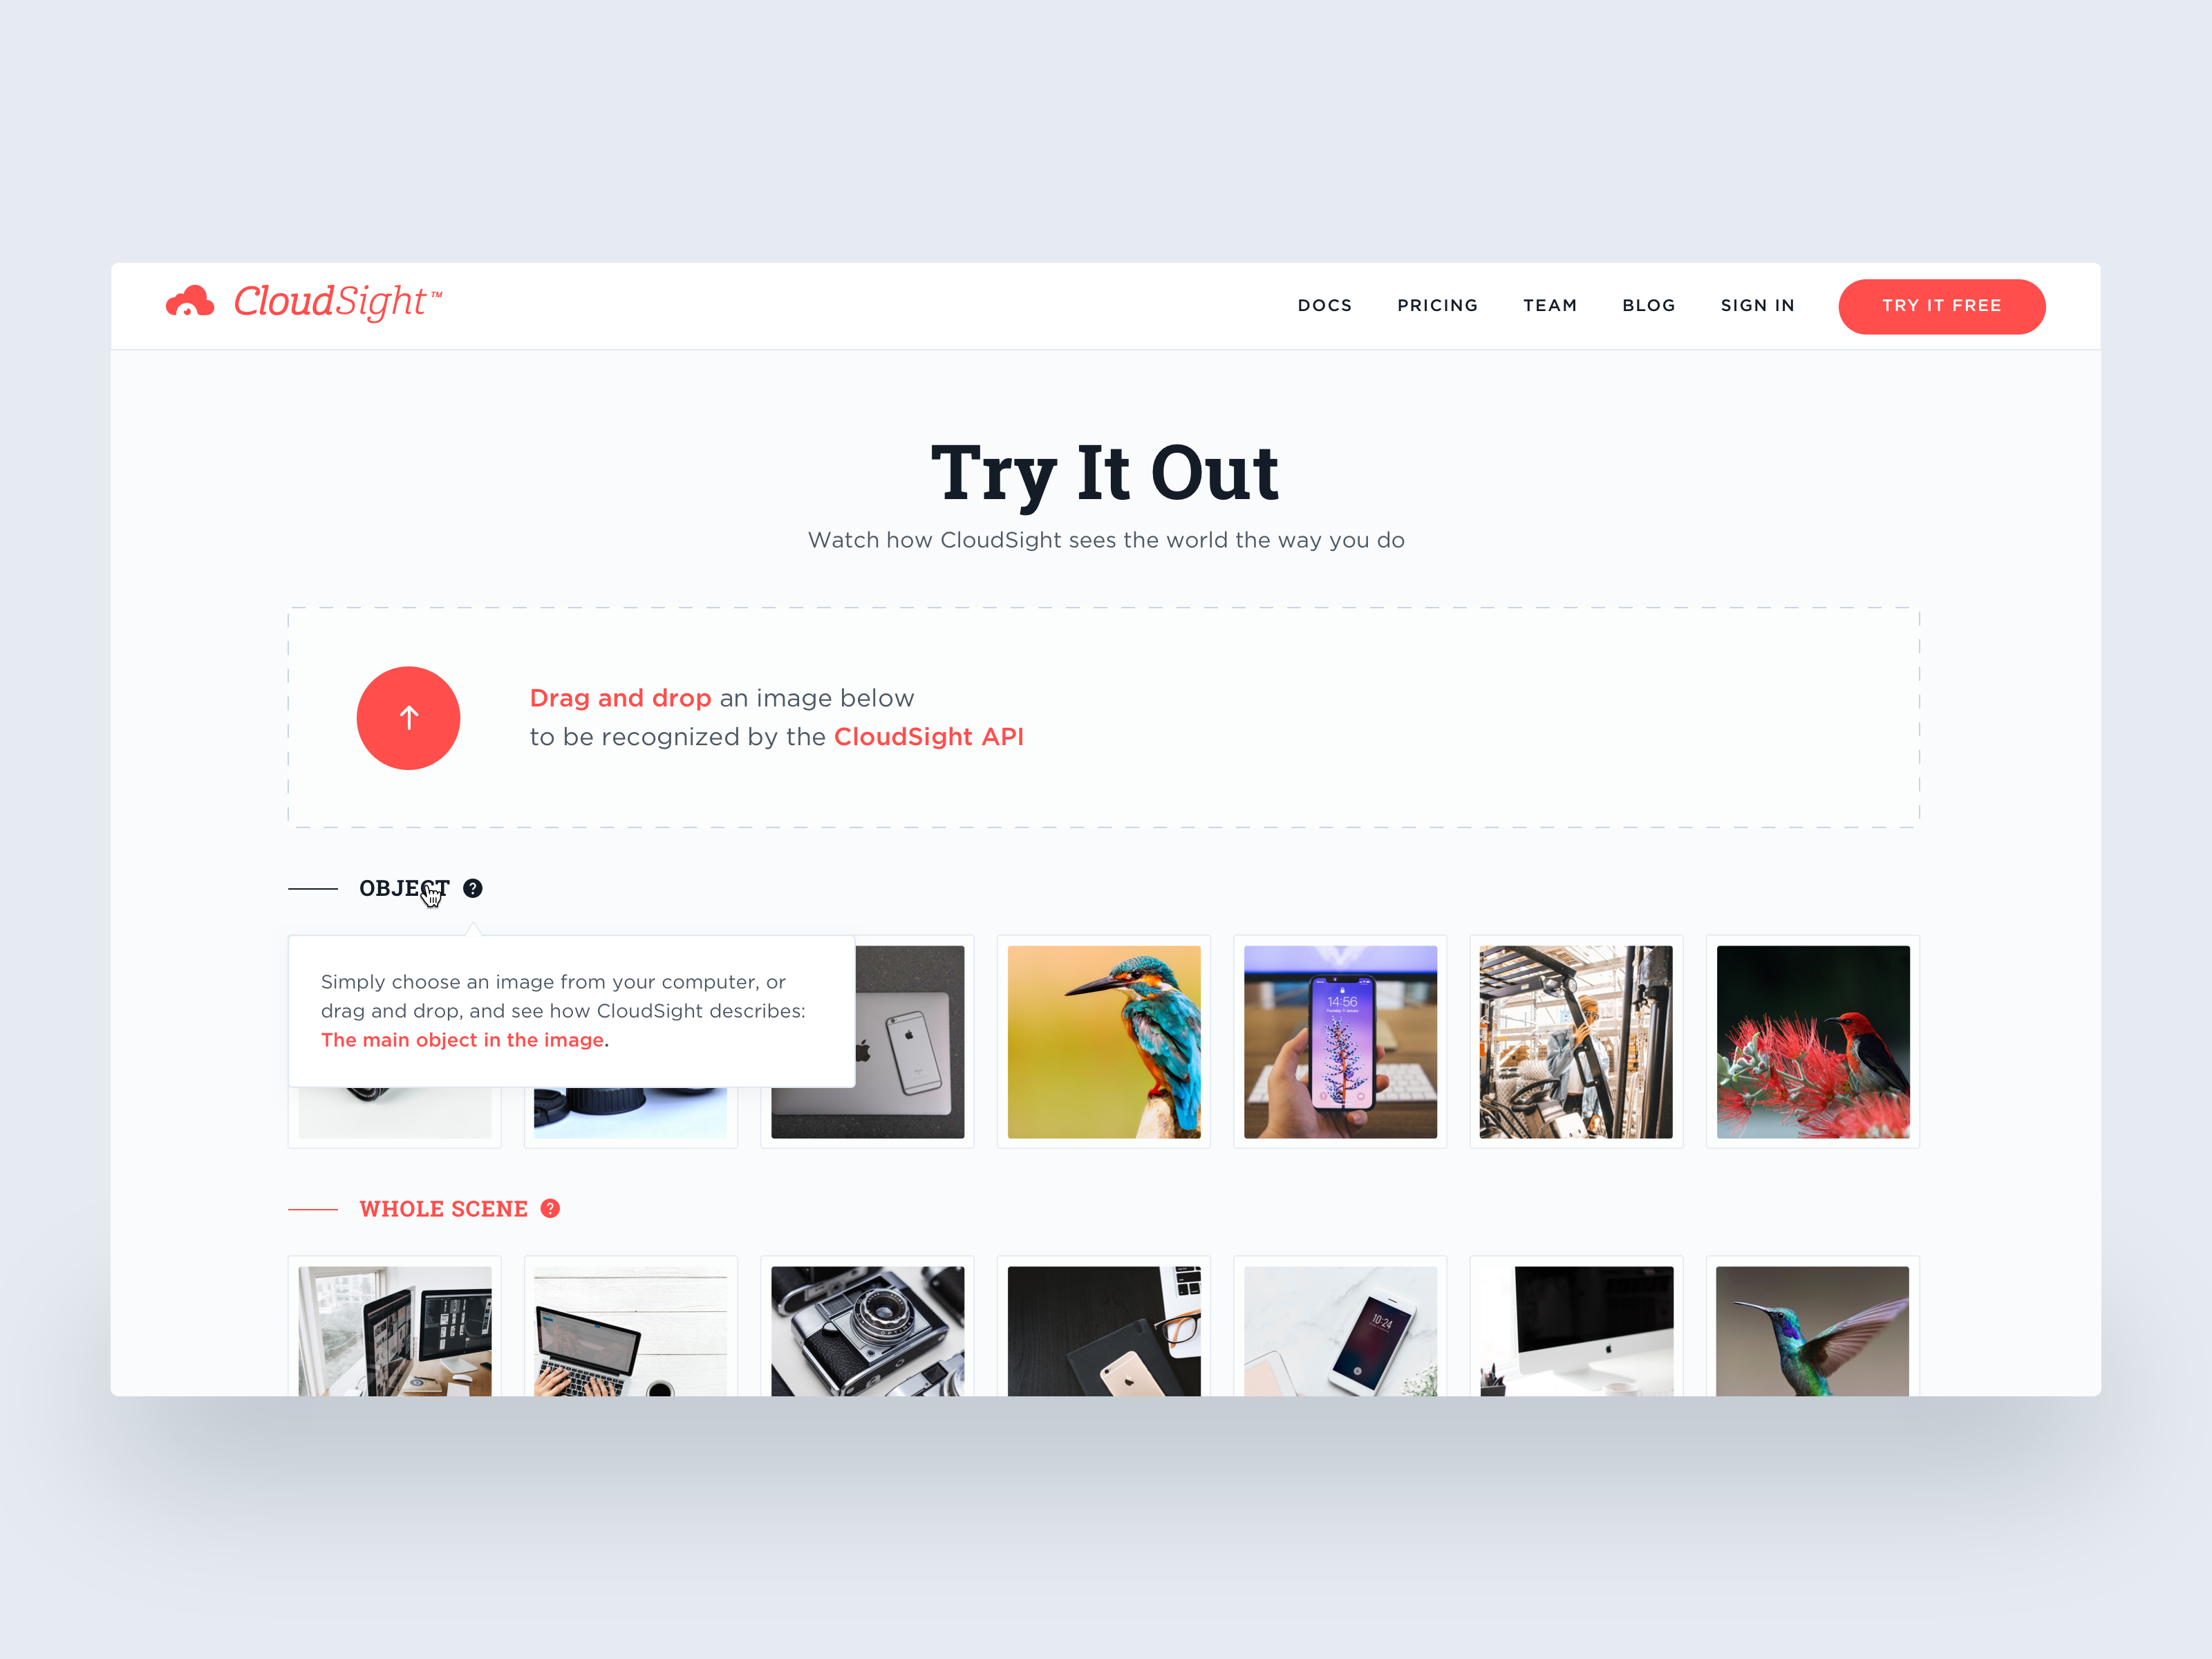 CloudSight™
DOCS PRICING TEAM BLOG SIGN IN TRY IT FREE
Try It Out
Watch how CloudSight sees the world the way you do
Drag and drop an image below
to be recognized by the CloudSight API
OBJECT ?
Simply choose an image from your computer, or
drag and drop, and see how CloudSight describes:
The main object in the image.
14:56
Thursday 11 January
WHOLE SCENE ?
10:24